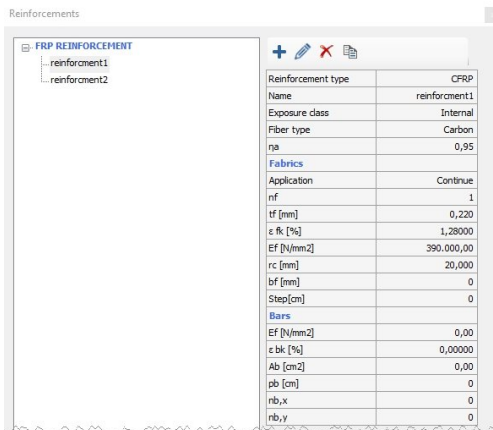 Reinforcements
FRP REINFORCEMENT
reinforcment1
reinforcment2
Reinforcement type CFRP
Name reinforcment1
Exposure class Internal
Fiber type Carbon
ηa 0,95
Fabrics
Application Continue
nf 1
tf [mm] 0,220
ε fk [%] 1,28000
Ef [N/mm2] 390.000,00
rc [mm] 20,000
bf [mm] 0
Step[cm] 0
Bars
Ef [N/mm2] 0,00
ε bk [%] 0,00000
Ab [cm2] 0,00
pb [cm] 0
nb,x 0
nb,y 0